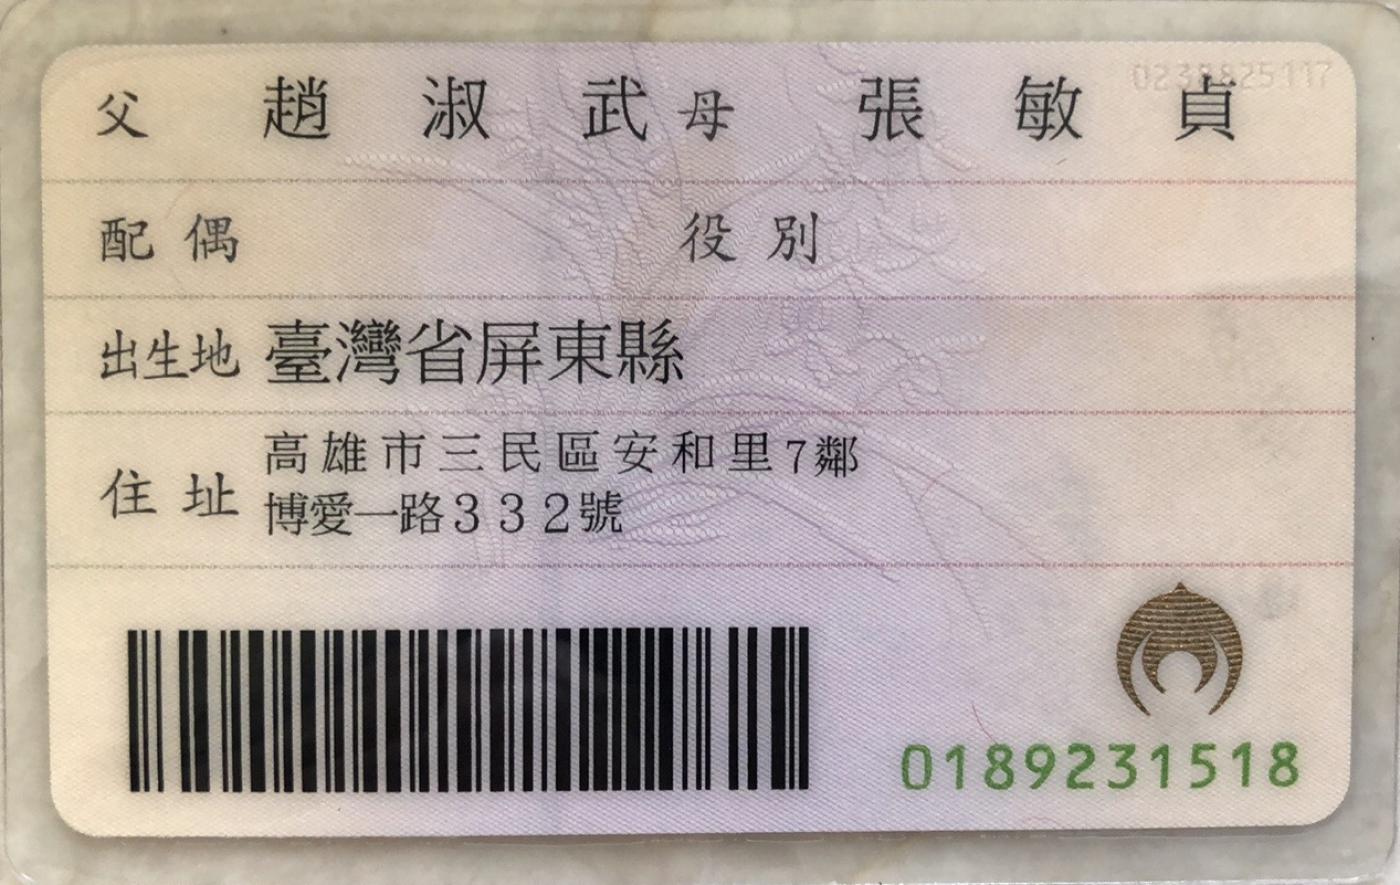 父 趙淑武 母 張敏貞
配偶 役別
出生地 臺灣省屏東縣
住址 高雄市三民區安和里7鄰
博愛一路332號
0189231518